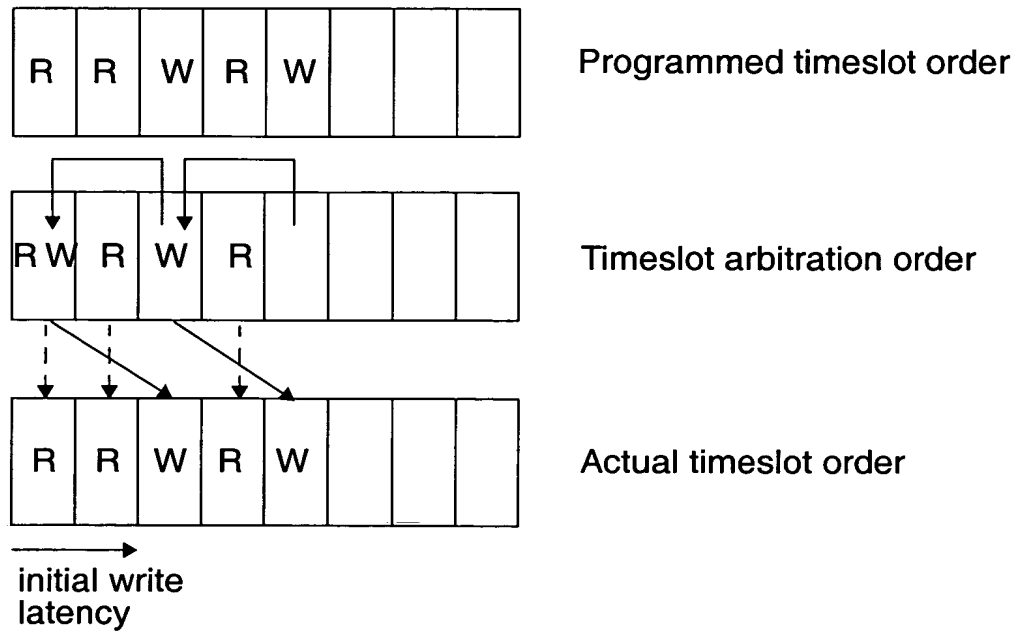 R R W R W
Programmed timeslot order
R W R W R
Timeslot arbitration order
R R W R W
Actual timeslot order
initial write
latency